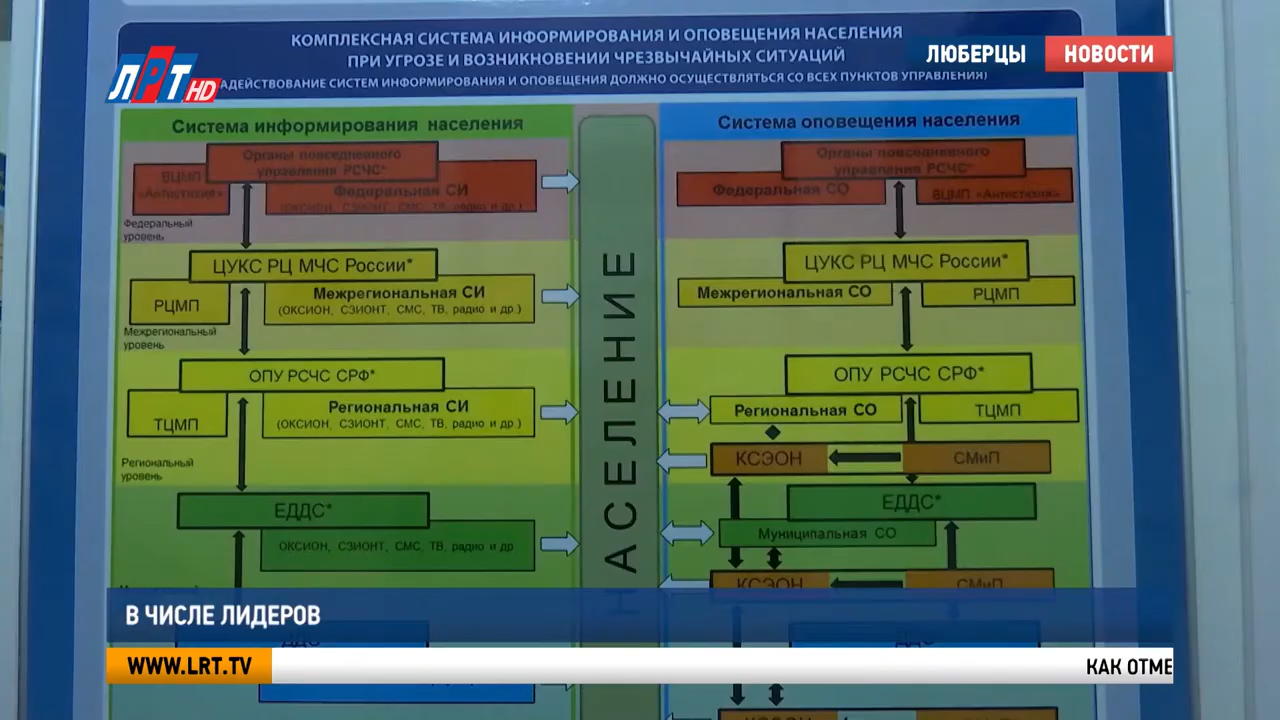 КОМПЛЕКСНАЯ СИСТЕМА ИНФОРМИРОВАНИЯ И ОПОВЕЩЕНИЯ НАСЕЛЕНИЯ
ПРИ УГРОЗЕ И ВОЗНИКНОВЕНИИ ЧРЕЗВЫЧАЙНЫХ СИТУАЦИЙ
АДЕЙСТВОВАНИЕ СИСТЕМ ИНФОРМИРОВАНИЯ И ОПОВЕЩЕНИЯ ДОЛЖНО ОСУЩЕСТВЛЯТЬСЯ СО ВСЕХ ПУНКТОВ УПРАВЛЕНИЯ)
ЛРТ HD
ЛЮБЕРЦЫ НОВОСТИ
Система информирования населения
Органы повседневного
управления РСЧС*
ВЦМП
«Антистихия»
Федеральная СИ
(ОКСИОН, СЗИОНТ, СМС, ТВ, радио и др.)
Федеральный
уровень
ЦУКС РЦ МЧС России*
РЦМП
Межрегиональная СИ
(ОКСИОН, СЗИОНТ, СМС, ТВ, радио и др.)
Межрегиональный
уровень
ОПУ РСЧС СРФ*
ТЦМП
Региональная СИ
(ОКСИОН, СЗИОНТ, СМС, ТВ, радио и др.)
Региональный
уровень
ЕДДС*
ОКСИОН, СЗИОНТ, СМС, ТВ, радио и др
ДДС
НАСЕЛЕНИЕ
Система оповещения населения
Органы повседневного
управления РСЧС*
Федеральная СО
ВЦМП «Антистихия»
ЦУКС РЦ МЧС России*
Межрегиональная СО
РЦМП
ОПУ РСЧС СРФ*
Региональная СО
ТЦМП
КСЭОН
СМиП
ЕДДС*
Муниципальная СО
КСЭОН
СМиП
ДДС
КСЭОН
СМиП
В ЧИСЛЕ ЛИДЕРОВ
WWW.LRT.TV
КАК ОТМЕ